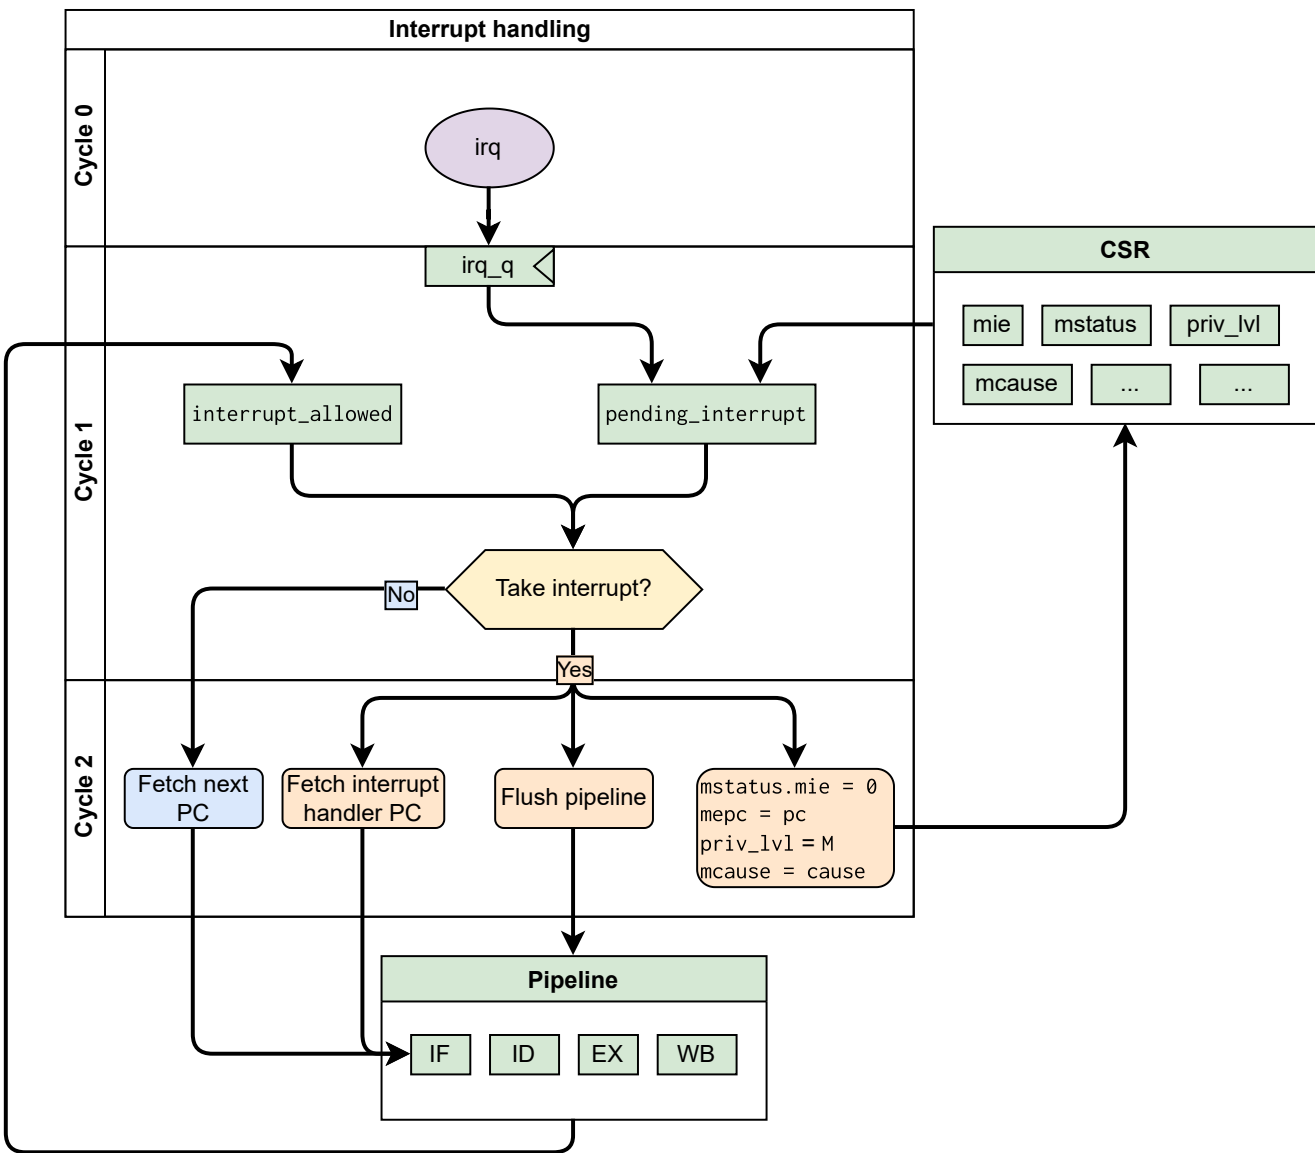 Interrupt handling
Cycle 0
irq
Cycle 1
irq_q
CSR
mie
mstatus
priv_lvl
mcause
...
...
interrupt_allowed
pending_interrupt
Take interrupt?
No
Yes
Cycle 2
Fetch next
PC
Fetch interrupt
handler PC
Flush pipeline
mstatus.mie = 0
mepc = pc
priv_lvl = M
mcause = cause
Pipeline
IF
ID
EX
WB